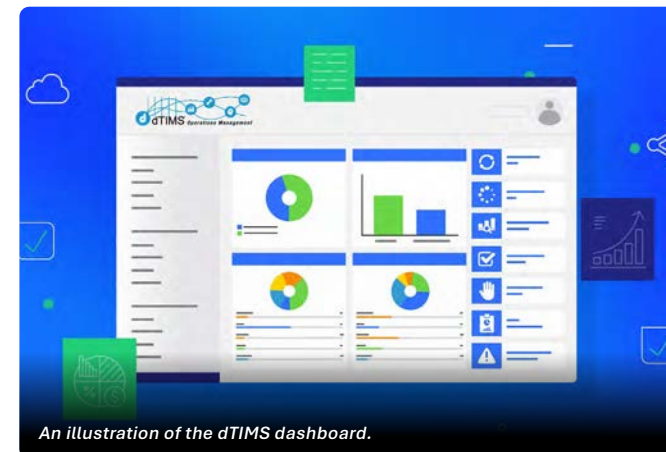 dTIMS Operations Management
An illustration of the dTIMS dashboard.